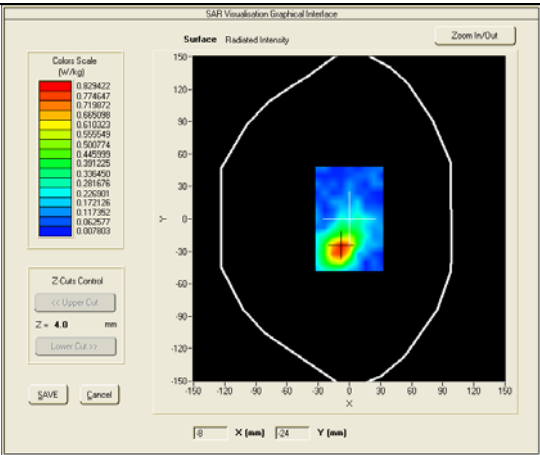 SAR Visualisation Graphical Interface
Surface Radiated Intensity
Zoom In/Out
Colors Scale
(W/kg)
0.829422
0.774647
0.719872
0.665098
0.610323
0.555549
0.500774
0.445999
0.391225
0.336450
0.281676
0.226901
0.172126
0.117352
0.062577
0.007803
Z-Cuts Control
<< Upper Cut
Z = 4.0 mm
Lower Cut >>
SAVE Cancel
150
120
90
60
30
0
-30
-60
-90
-120
-150
Y
-150 -120 -90 -60 -30 0 30 60 90 120 150
X
-8 X (mm) -24 Y (mm)